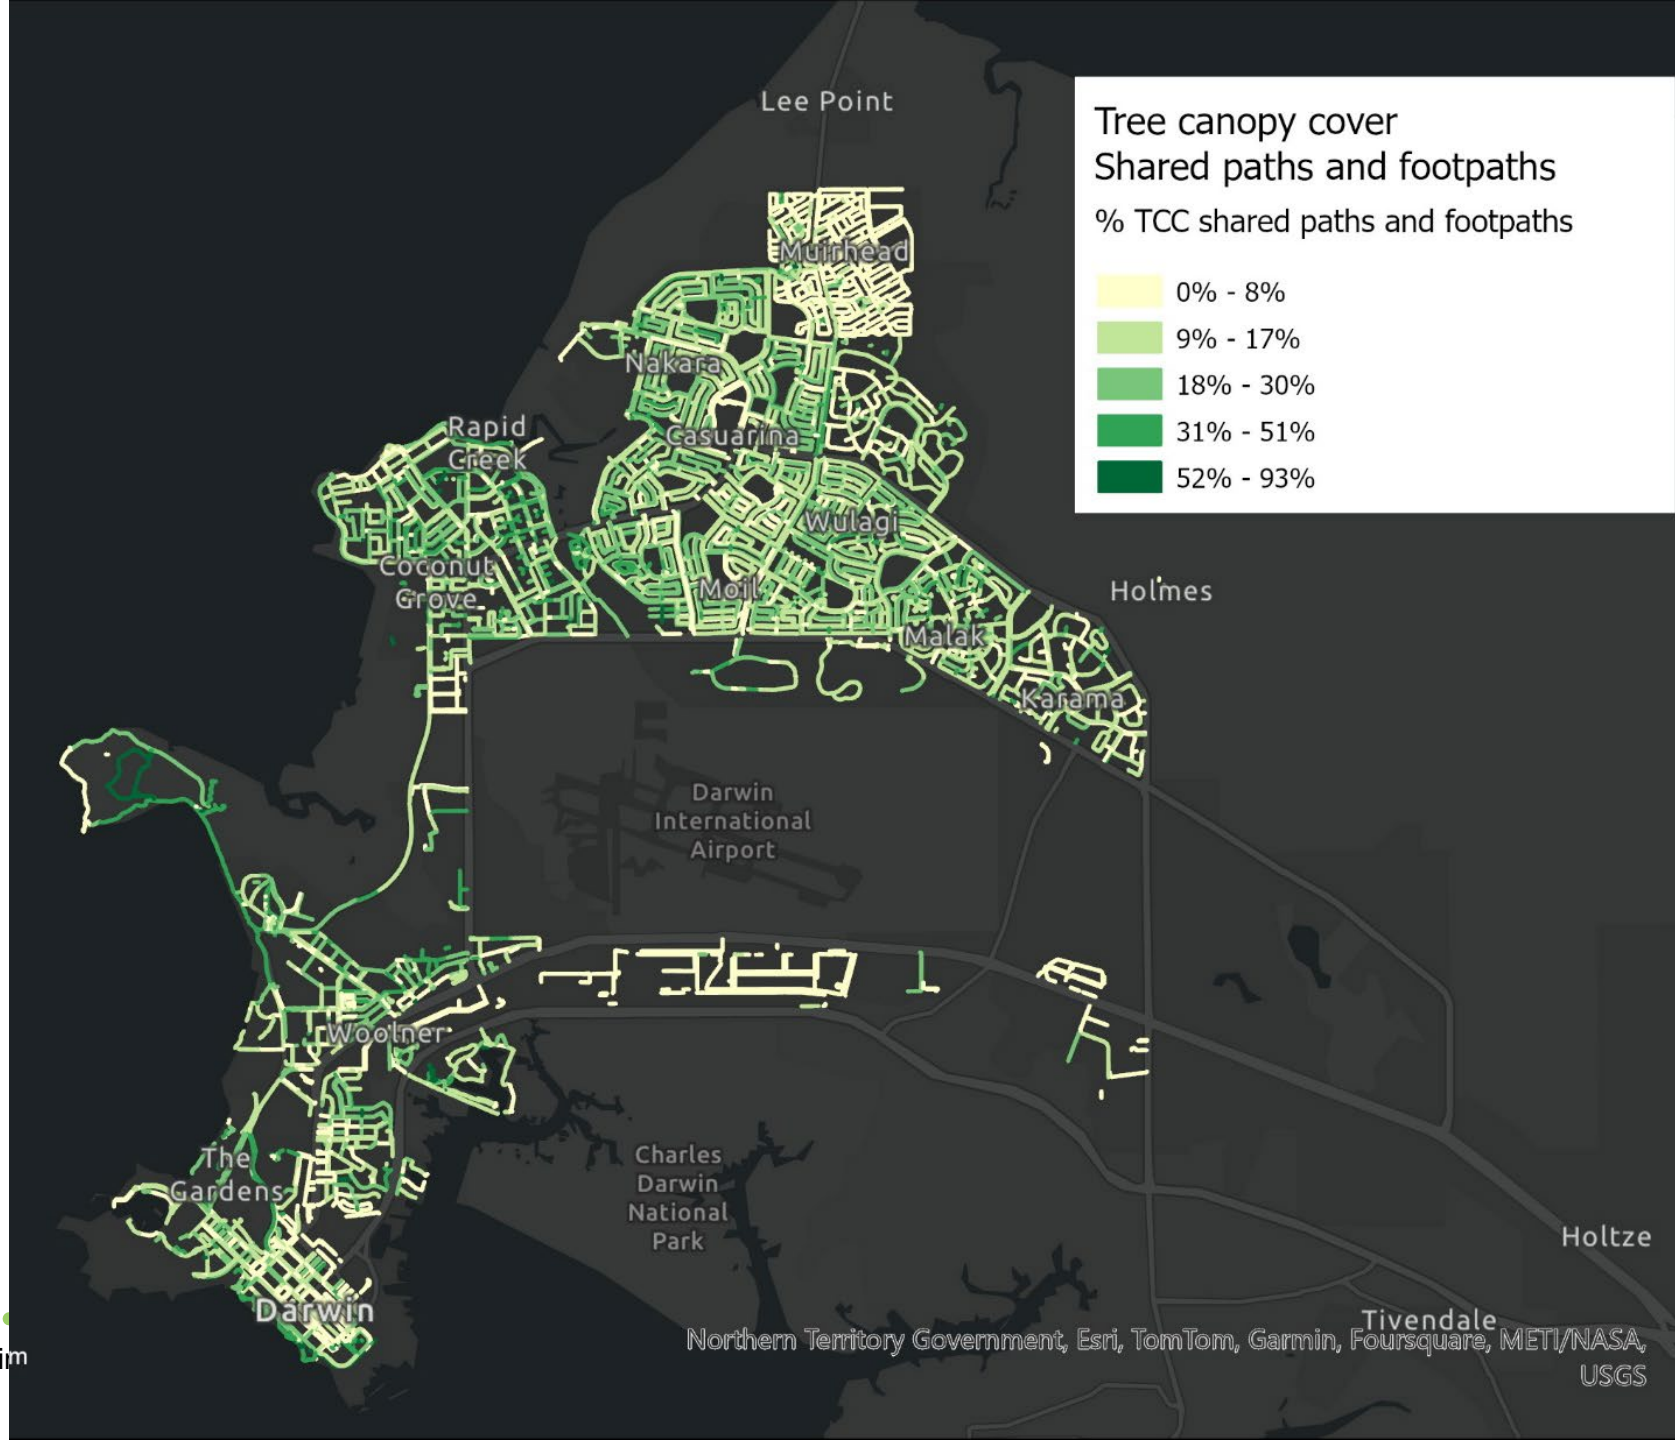 Lee Point
Tree canopy cover
Shared paths and footpaths
% TCC shared paths and footpaths
0% - 8%
9% - 17%
18% - 30%
31% - 51%
52% - 93%
Muirhead
Nakara
Rapid
Creek
Casuarina
Wulagi
Coconut
Grove
Moil
Holmes
Malak
Karama
Darwin
International
Airport
Woolner
The
Gardens
Charles
Darwin
National
Park
Holtze
Darwin
Tivendale
Northern Territory Government, Esri, TomTom, Garmin, Foursquare, METI/NASA,
USGS